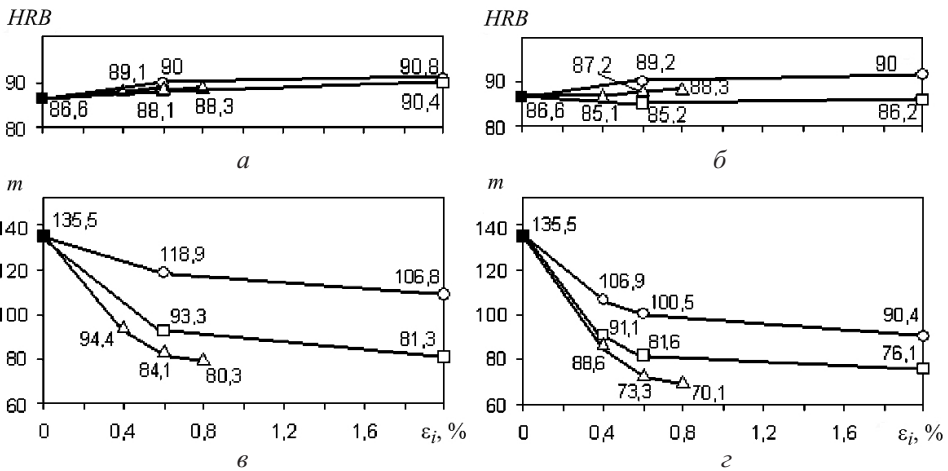 HRB HRB
89,1 90 90,8
90
86,6 88,1 88,3 90,4
80
а
87,2 89,2 90
90 88,3
86,6 85,1 85,2 86,2
80
б
m m
140 135,5
120 118,9 106,8
100 93,3
94,4 81,3
80 84,1 80,3
60
0 0,4 0,8 1,2 1,6 εi, %
в
140 135,5
120 106,9
100 100,5 90,4
91,1 81,6
80 88,6 76,1
73,3 70,1
60
0 0,4 0,8 1,2 1,6 εi, %
г